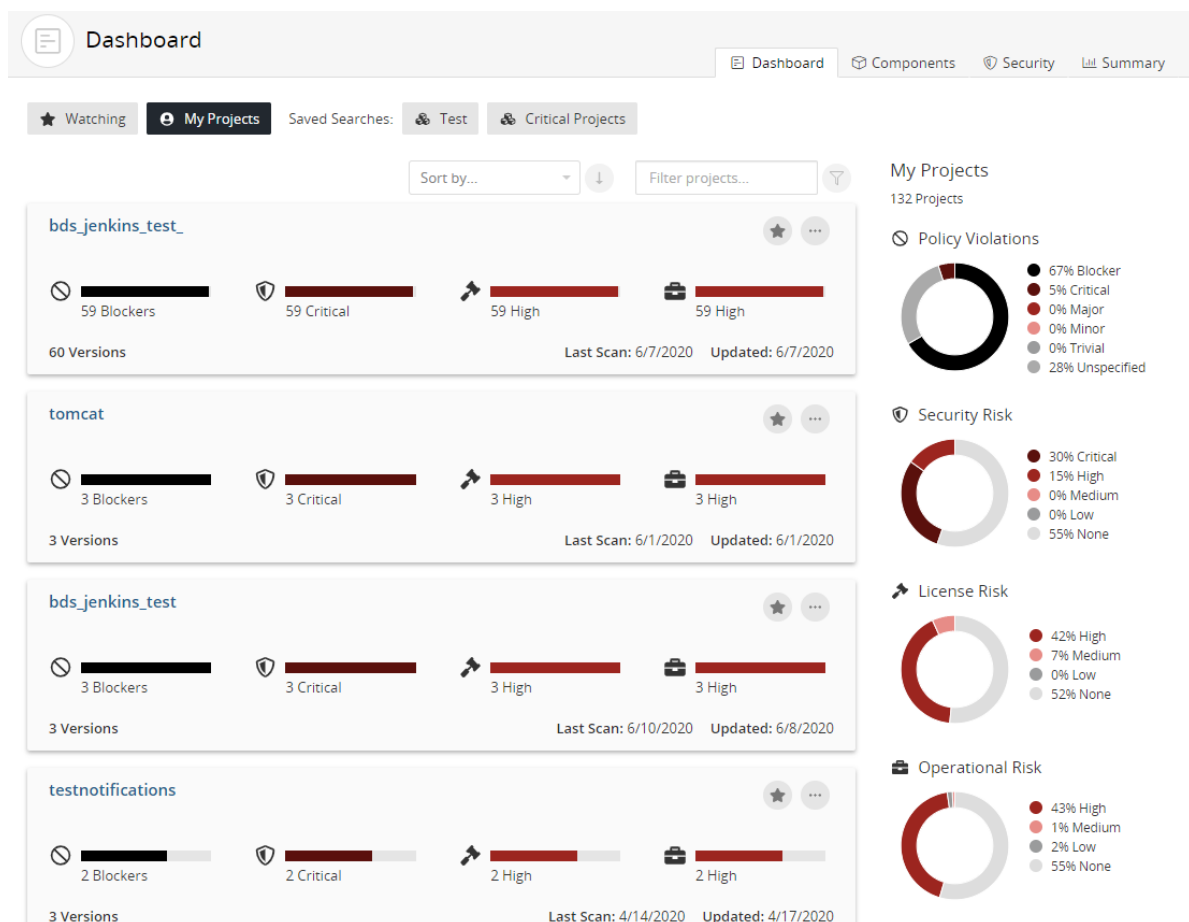 Dashboard
Dashboard Components Security Summary
Watching My Projects Saved Searches: Test Critical Projects
Sort by... Filter projects...
bds_jenkins_test_
59 Blockers 59 Critical 59 High 59 High
60 Versions Last Scan: 6/7/2020 Updated: 6/7/2020
tomcat
3 Blockers 3 Critical 3 High 3 High
3 Versions Last Scan: 6/1/2020 Updated: 6/1/2020
bds_jenkins_test
3 Blockers 3 Critical 3 High 3 High
3 Versions Last Scan: 6/10/2020 Updated: 6/8/2020
testnotifications
2 Blockers 2 Critical 2 High 2 High
3 Versions Last Scan: 4/14/2020 Updated: 4/17/2020
My Projects
132 Projects
Policy Violations
67% Blocker
5% Critical
0% Major
0% Minor
0% Trivial
28% Unspecified
Security Risk
30% Critical
15% High
0% Medium
0% Low
55% None
License Risk
42% High
7% Medium
0% Low
52% None
Operational Risk
43% High
1% Medium
2% Low
55% None